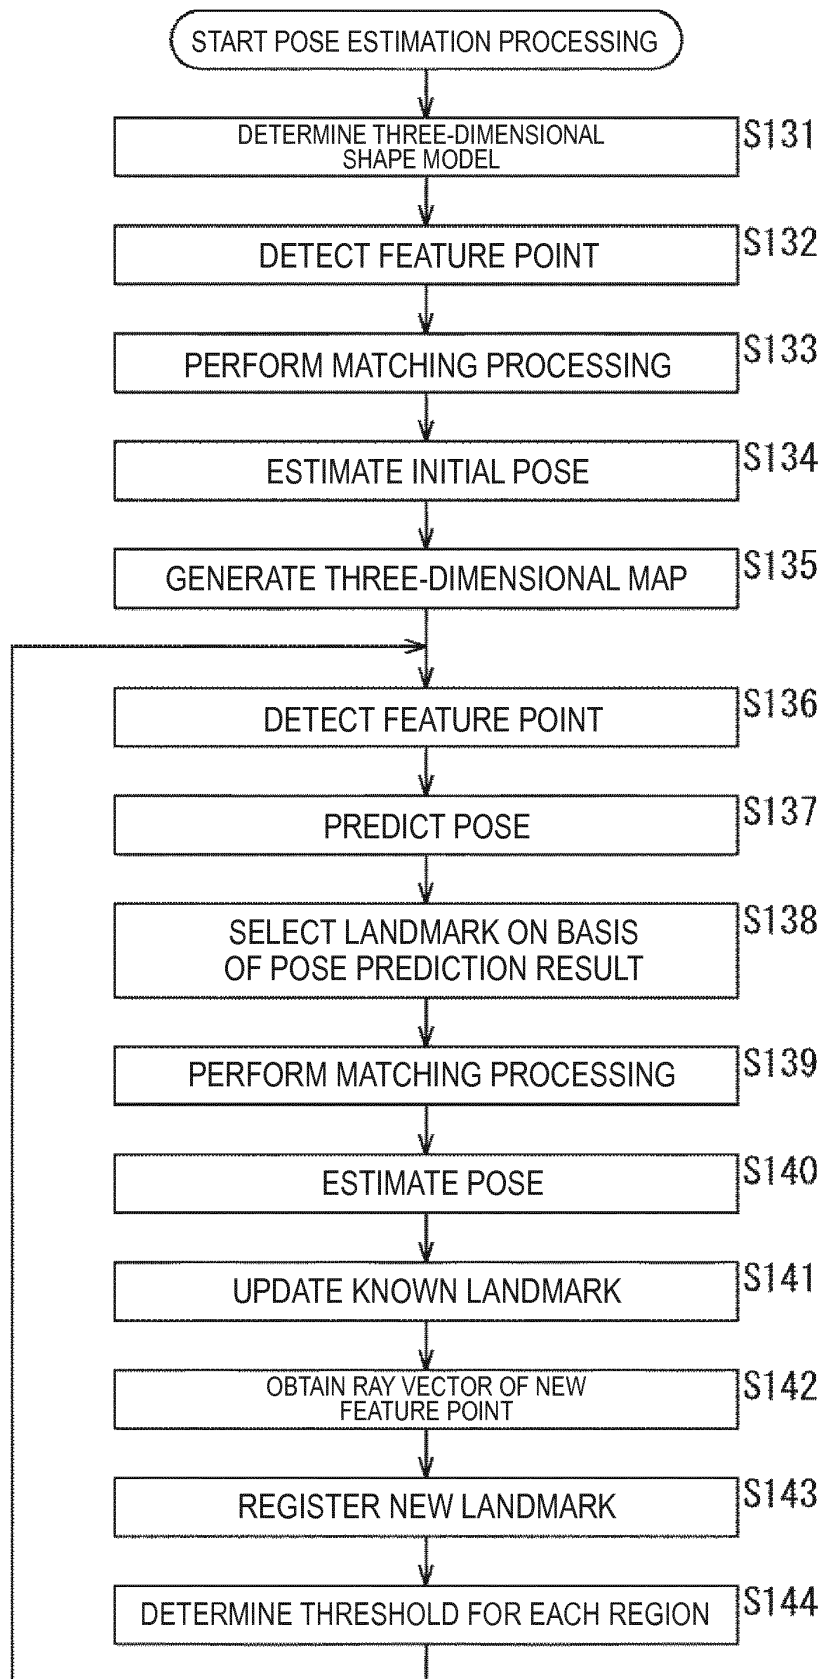 START POSE ESTIMATION PROCESSING
S131
DETERMINE THREE-DIMENSIONAL
SHAPE MODEL
S132
DETECT FEATURE POINT
S133
PERFORM MATCHING PROCESSING
S134
ESTIMATE INITIAL POSE
S135
GENERATE THREE-DIMENSIONAL MAP
S136
DETECT FEATURE POINT
S137
PREDICT POSE
S138
SELECT LANDMARK ON BASIS
OF POSE PREDICTION RESULT
S139
PERFORM MATCHING PROCESSING
S140
ESTIMATE POSE
S141
UPDATE KNOWN LANDMARK
S142
OBTAIN RAY VECTOR OF NEW
FEATURE POINT
S143
REGISTER NEW LANDMARK
S144
DETERMINE THRESHOLD FOR EACH REGION